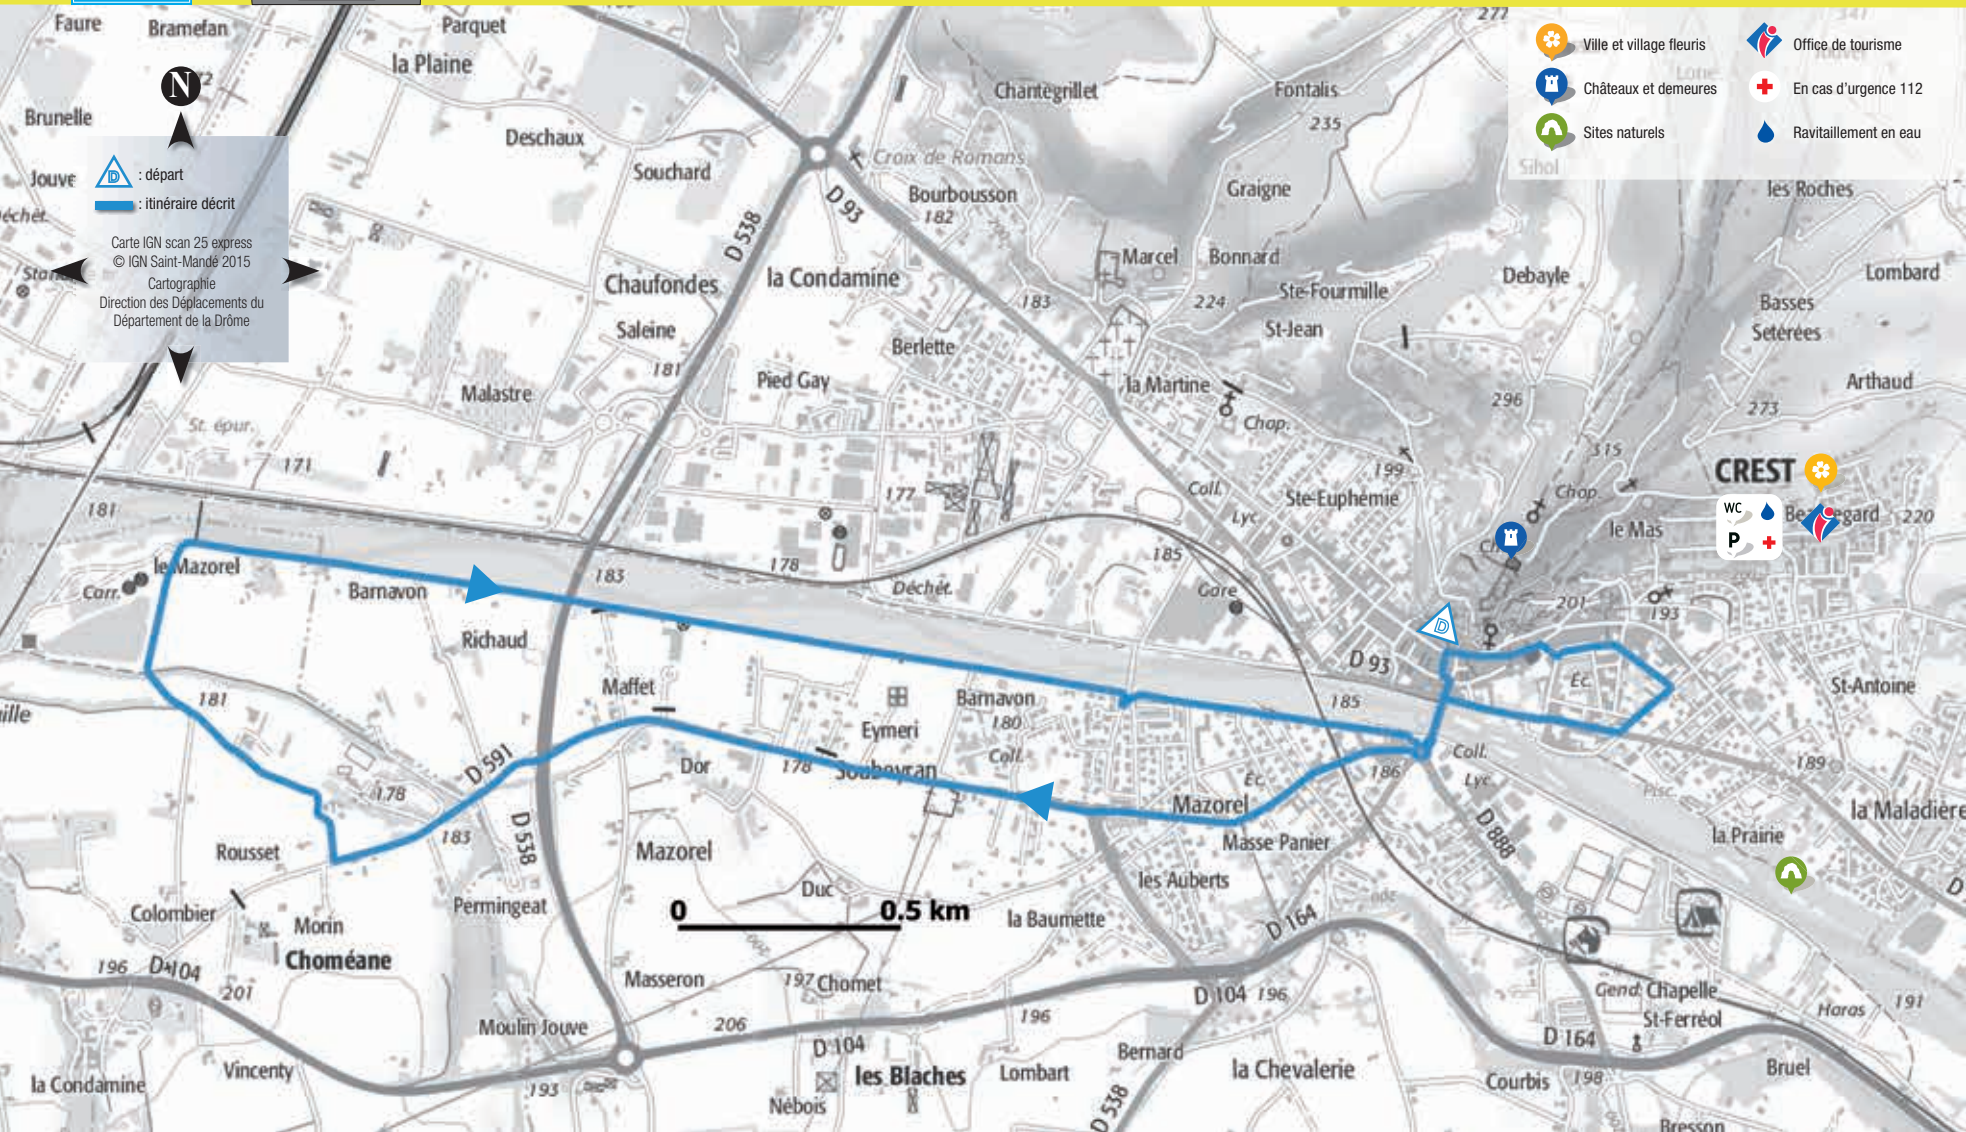 Faure
Bramefan
Parquet
277
341
la Plaine
Ville et village fleuris
Office de tourisme
Châteaux et demeures
En cas d'urgence 112
Sites naturels
Ravitaillement en eau
N
Brunelle
Chantegrillet
Fontalis
235
Deschaux
Souchard
Croix de Romans
Jouve
D
: départ
: itinéraire décrit
Carte IGN scan 25 express
© IGN Saint-Mandé 2015
Cartographie
Direction des Déplacements du
Département de la Drôme
Bourbousson
182
Graigne
Sihol
les Roches
D 538
D 93
Marcel
Bonnard
la Condamine
Chaufondes
183
224
Ste-Fourmille
Debayle
Lombard
Basses
Setérées
Saleine
Berlette
St-Jean
181
Pied Gay
la Martine
Malastre
296
Arthaud
273
Chap.
St. épur.
171
199
315
CREST
177
Coll.
Ste-Euphémie
Chap.
Lyc.
le Mas
WC
P
220
181
le Mazorel
Carr.
Barnavon
183
178
Déchèt.
185
Gare
201
193
D
Richaud
D 93
Maffet
Barnavon
180
185
Éc.
St-Antoine
181
Eymeri
Coll.
Coll.
Lyc
D 591
Dor
178
Soubeyran
Éc.
186
189
178
Mazorel
la Maladière
183
D 538
Masse Panier
D 888
la Prairie
Rousset
Mazorel
les Auberts
Duc
0
0.5 km
Colombier
Permingeat
la Baumette
D 164
Morin
Choméane
196
D 104
201
Masseron
197
Chomet
D 104
196
Gend.
Chapelle
St-Ferréol
Haras
191
Moulin Jouve
206
196
D 104
D 164
Vincenty
la Condamine
193
les Blaches
Lombart
Bernard
la Chevalerie
Courbis
198
Bruel
Nébois
D 538
Bresson